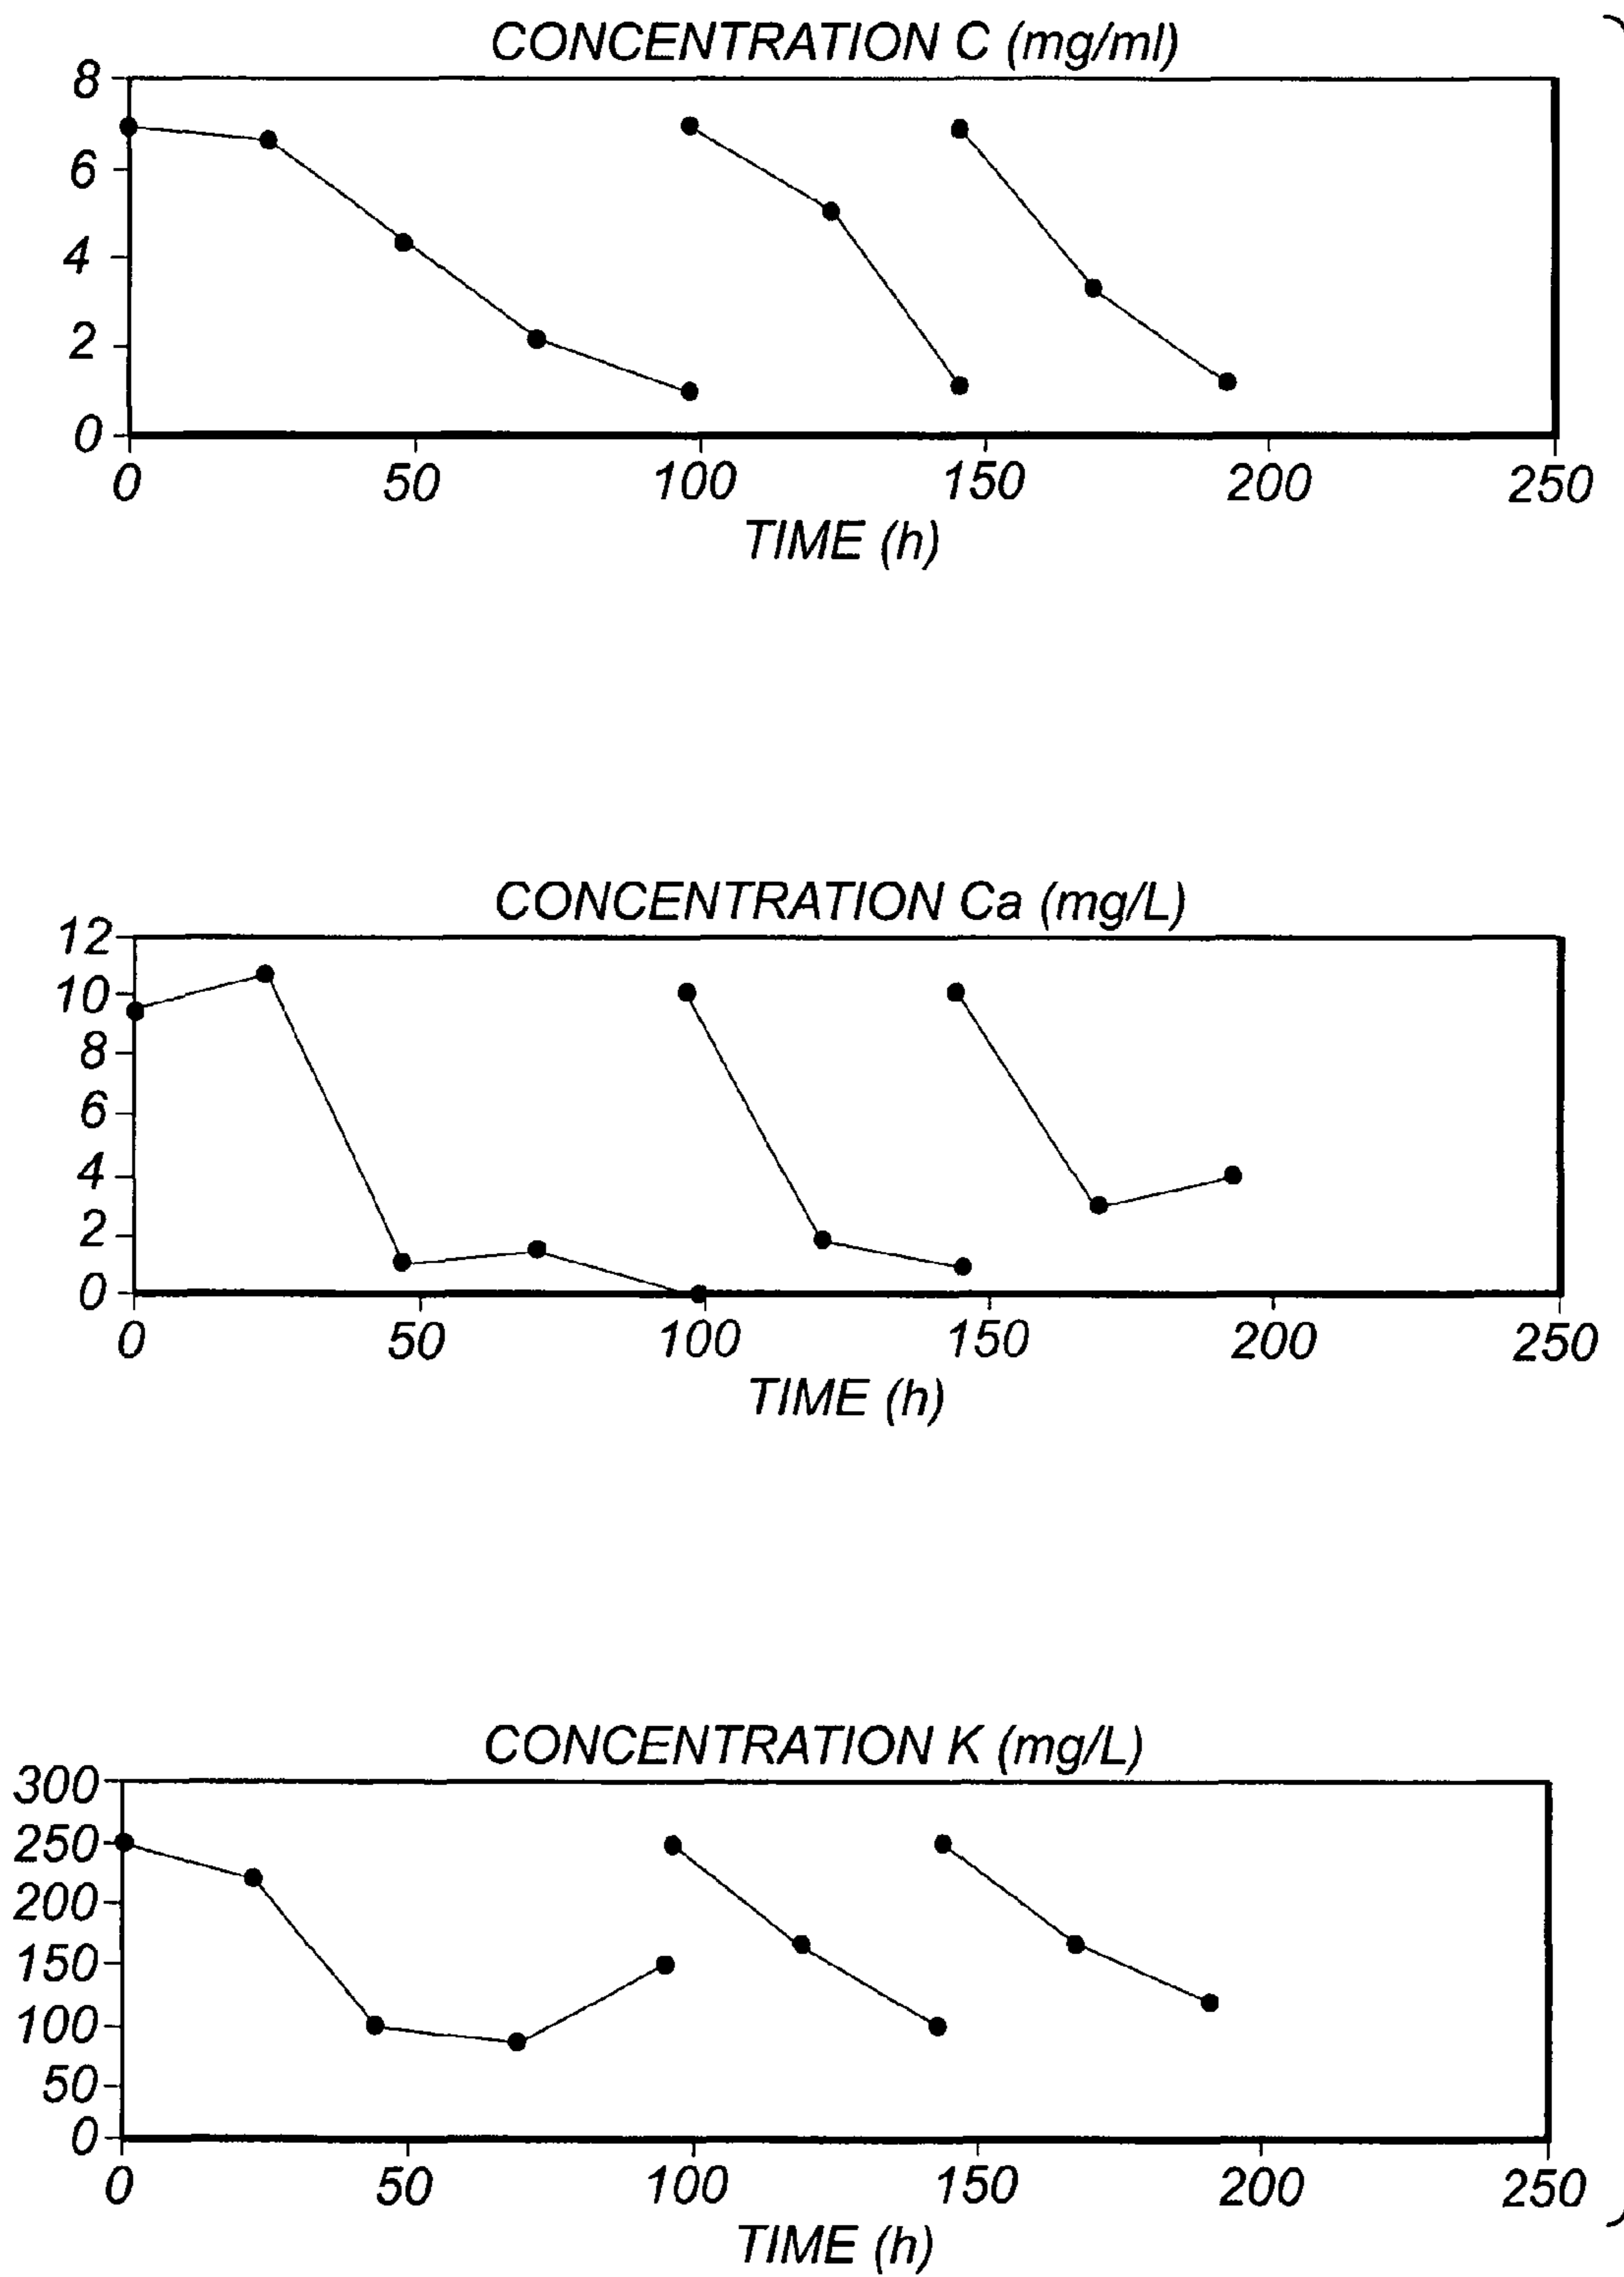 CONCENTRATION C (mg/ml)
8
6
4
2
0
0 50 100 150 200 250
TIME (h)
CONCENTRATION Ca (mg/L)
12
10
8
6
4
2
0
0 50 100 150 200 250
TIME (h)
CONCENTRATION K (mg/L)
300
250
200
150
100
50
0
0 50 100 150 200 250
TIME (h)